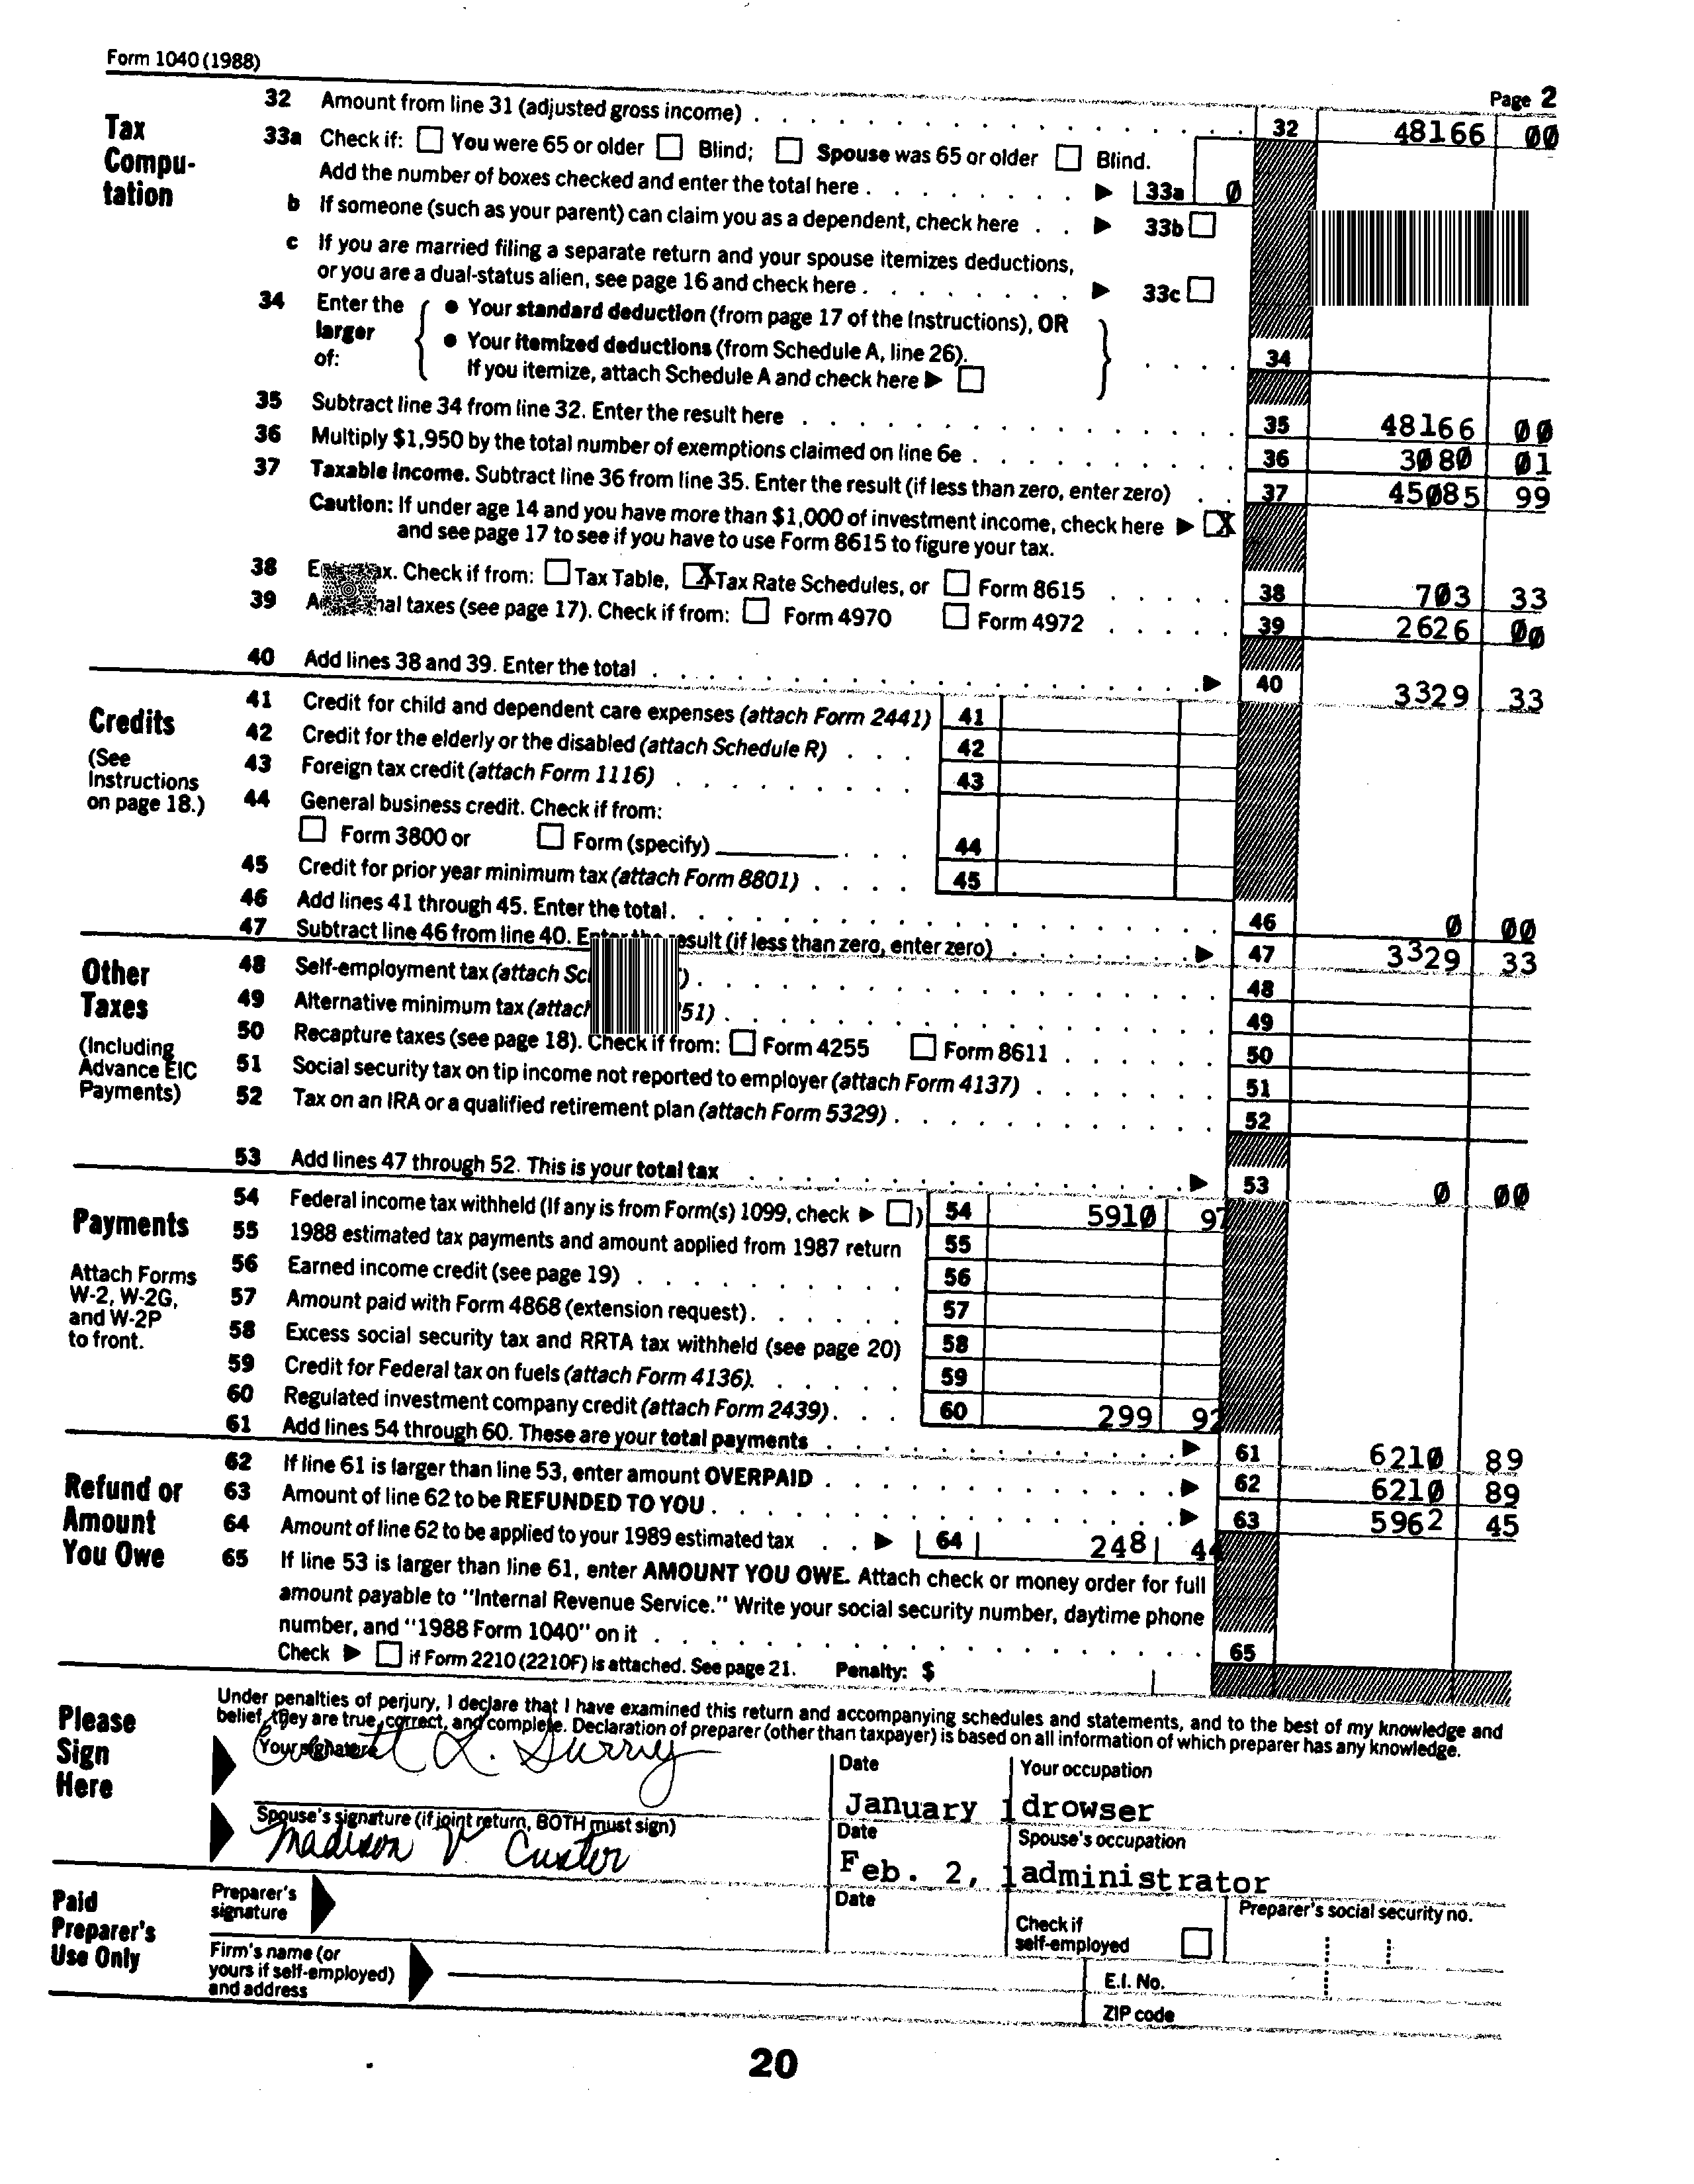 Form 1040 (1988)
Page 2
Tax Computation
32 Amount from line 31 (adjusted gross income) 32 48166 00
33a Check if: You were 65 or older Blind; Spouse was 65 or older Blind.
Add the number of boxes checked and enter the total here 33a 0
b If someone (such as your parent) can claim you as a dependent, check here 33b
c If you are married filing a separate return and your spouse itemizes deductions,
or you are a dual-status alien, see page 16 and check here 33c
34 Enter the larger of:
● Your standard deduction (from page 17 of the Instructions), OR
● Your itemized deductions (from Schedule A, line 26).
If you itemize, attach Schedule A and check here 34
35 Subtract line 34 from line 32. Enter the result here 35 48166 00
36 Multiply $1,950 by the total number of exemptions claimed on line 6e 36 3080 01
37 Taxable income. Subtract line 36 from line 35. Enter the result (if less than zero, enter zero) 37 45085 99
Caution: If under age 14 and you have more than $1,000 of investment income, check here X
and see page 17 to see if you have to use Form 8615 to figure your tax.
38 ax. Check if from: Tax Table, X Tax Rate Schedules, or Form 8615 38 703 33
39 nal taxes (see page 17). Check if from: Form 4970 Form 4972 39 2626 00
40 Add lines 38 and 39. Enter the total 40 3329 33
Credits
(See Instructions on page 18.)
41 Credit for child and dependent care expenses (attach Form 2441) 41
42 Credit for the elderly or the disabled (attach Schedule R) 42
43 Foreign tax credit (attach Form 1116) 43
44 General business credit. Check if from:
Form 3800 or Form (specify) 44
45 Credit for prior year minimum tax (attach Form 8801) 45
46 Add lines 41 through 45. Enter the total 46 0 00
47 Subtract line 46 from line 40. Enter the result (if less than zero, enter zero) 47 3329 33
Other Taxes
(Including Advance EIC Payments)
48 Self-employment tax (attach Sc ) 48
49 Alternative minimum tax (attach 51) 49
50 Recapture taxes (see page 18). Check if from: Form 4255 Form 8611 50
51 Social security tax on tip income not reported to employer (attach Form 4137) 51
52 Tax on an IRA or a qualified retirement plan (attach Form 5329) 52
53 Add lines 47 through 52. This is your total tax 53 0 00
Payments
Attach Forms W-2, W-2G, and W-2P to front.
54 Federal income tax withheld (If any is from Form(s) 1099, check ) 54 5910 97
55 1988 estimated tax payments and amount applied from 1987 return 55
56 Earned income credit (see page 19) 56
57 Amount paid with Form 4868 (extension request) 57
58 Excess social security tax and RRTA tax withheld (see page 20) 58
59 Credit for Federal tax on fuels (attach Form 4136) 59
60 Regulated investment company credit (attach Form 2439) 60 299 92
61 Add lines 54 through 60. These are your total payments 61 6210 89
Refund or Amount You Owe
62 If line 61 is larger than line 53, enter amount OVERPAID 62 6210 89
63 Amount of line 62 to be REFUNDED TO YOU 63 5962 45
64 Amount of line 62 to be applied to your 1989 estimated tax 64 248 44
65 If line 53 is larger than line 61, enter AMOUNT YOU OWE. Attach check or money order for full
amount payable to "Internal Revenue Service." Write your social security number, daytime phone
number, and "1988 Form 1040" on it 65
Check if Form 2210 (2210F) is attached. See page 21. Penalty: $
Please Sign Here
Under penalties of perjury, I declare that I have examined this return and accompanying schedules and statements, and to the best of my knowledge and
belief, they are true, correct, and complete. Declaration of preparer (other than taxpayer) is based on all information of which preparer has any knowledge.
Your signature L. Surry
Date January 1
Your occupation drowser
Spouse's signature (if joint return, BOTH must sign) Madison V. Custer
Date Feb. 2, 1
Spouse's occupation administrator
Paid Preparer's Use Only
Preparer's signature
Date
Check if self-employed
Preparer's social security no.
Firm's name (or yours if self-employed) and address
E.I. No.
ZIP code
20